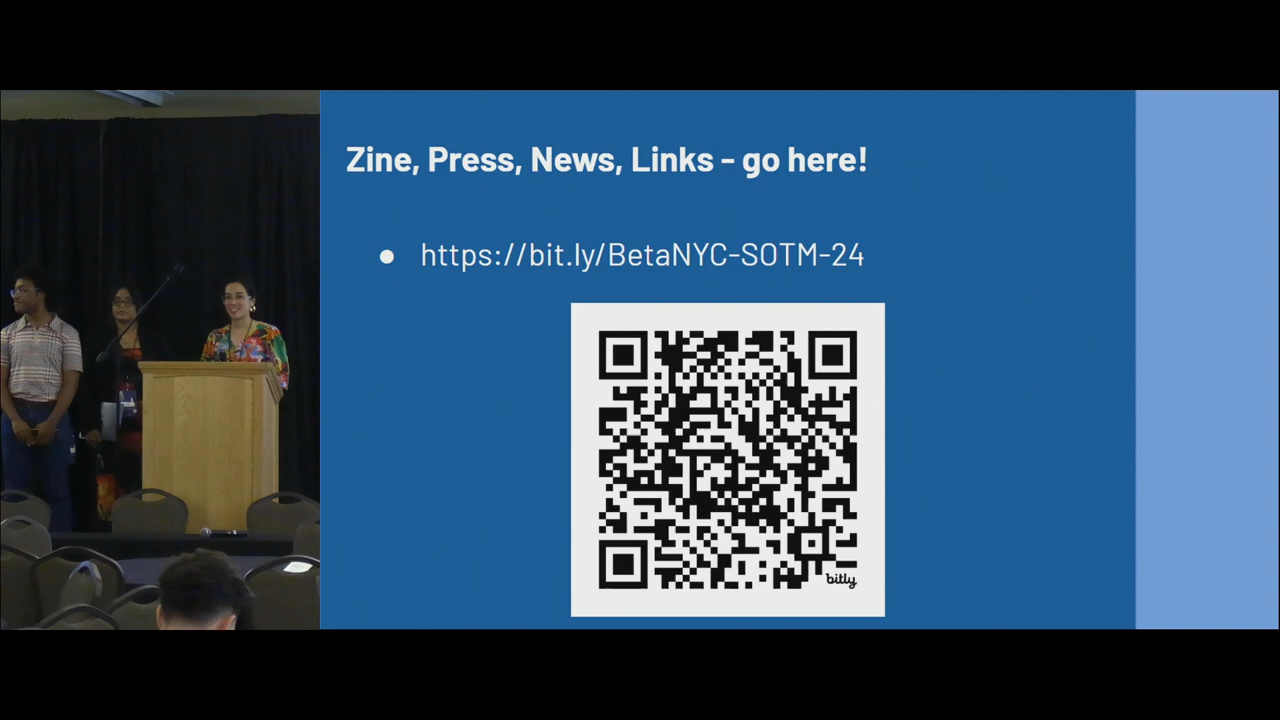 Zine, Press, News, Links - go here!
https://bit.ly/BetaNYC-SOTM-24
bitly